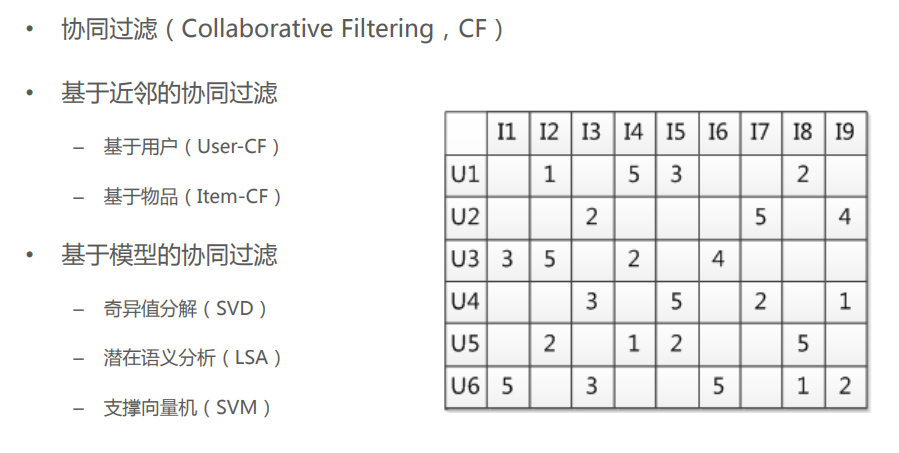 • 协同过滤（Collaborative Filtering，CF）
• 基于近邻的协同过滤
– 基于用户（User-CF）
– 基于物品（Item-CF）
• 基于模型的协同过滤
– 奇异值分解（SVD）
– 潜在语义分析（LSA）
– 支撑向量机（SVM）
I1 I2 I3 I4 I5 I6 I7 I8 I9
U1 1 5 3 2
U2 2 5 4
U3 3 5 2 4
U4 3 5 2 1
U5 2 1 2 5
U6 5 3 5 1 2